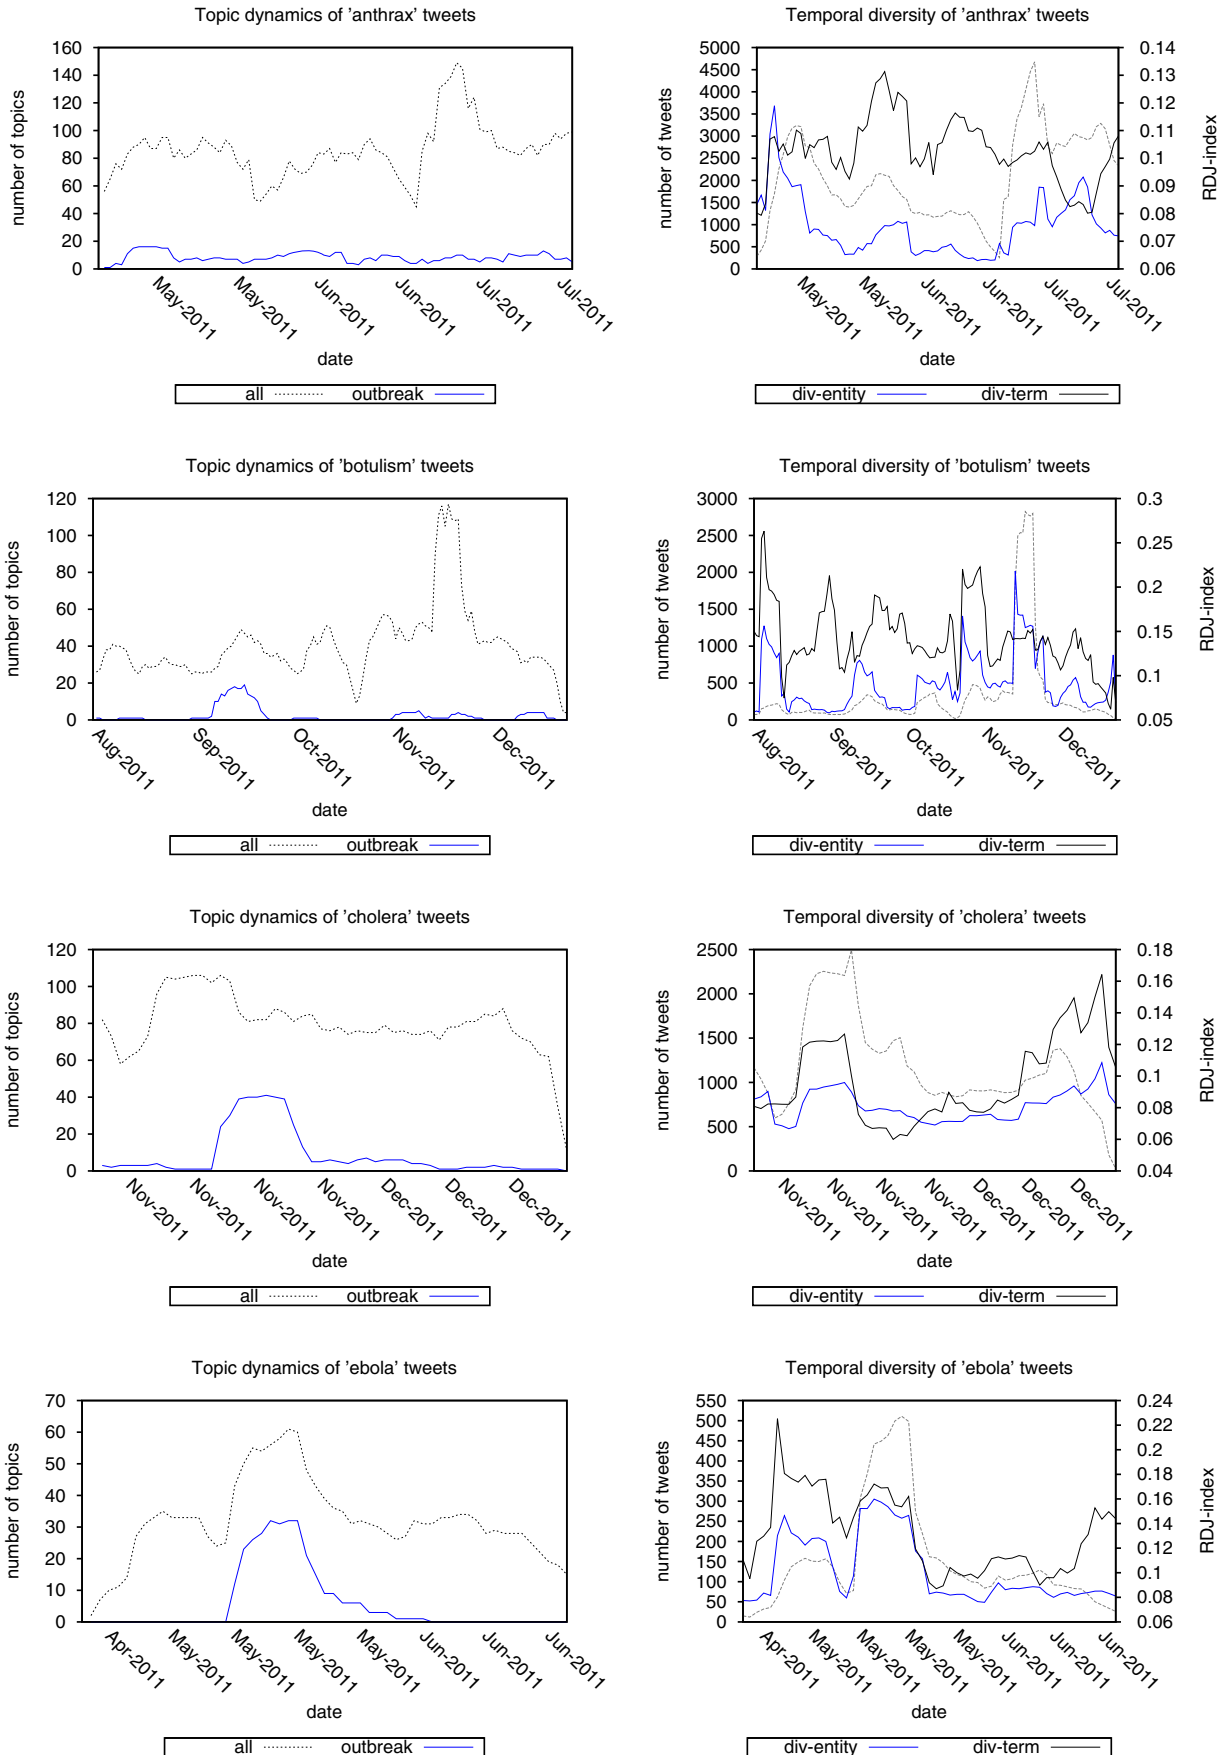 Topic dynamics of 'anthrax' tweets
number of topics
160
140
120
100
80
60
40
20
0
May-2011
May-2011
Jun-2011
Jun-2011
Jul-2011
Jul-2011
date
all
outbreak
Temporal diversity of 'anthrax' tweets
number of tweets
5000
4500
4000
3500
3000
2500
2000
1500
1000
500
0
0.14
0.13
0.12
0.11
0.1
0.09
0.08
0.07
0.06
RDJ-index
May-2011
May-2011
Jun-2011
Jun-2011
Jul-2011
Jul-2011
date
div-entity
div-term
Topic dynamics of 'botulism' tweets
number of topics
120
100
80
60
40
20
0
Aug-2011
Sep-2011
Oct-2011
Nov-2011
Dec-2011
date
all
outbreak
Temporal diversity of 'botulism' tweets
number of tweets
3000
2500
2000
1500
1000
500
0
0.3
0.25
0.2
0.15
0.1
0.05
RDJ-index
Aug-2011
Sep-2011
Oct-2011
Nov-2011
Dec-2011
date
div-entity
div-term
Topic dynamics of 'cholera' tweets
number of topics
120
100
80
60
40
20
0
Nov-2011
Nov-2011
Nov-2011
Nov-2011
Dec-2011
Dec-2011
Dec-2011
date
all
outbreak
Temporal diversity of 'cholera' tweets
number of tweets
2500
2000
1500
1000
500
0
0.18
0.16
0.14
0.12
0.1
0.08
0.06
0.04
RDJ-index
Nov-2011
Nov-2011
Nov-2011
Nov-2011
Dec-2011
Dec-2011
Dec-2011
date
div-entity
div-term
Topic dynamics of 'ebola' tweets
number of topics
70
60
50
40
30
20
10
0
Apr-2011
May-2011
May-2011
May-2011
May-2011
Jun-2011
Jun-2011
Jun-2011
date
all
outbreak
Temporal diversity of 'ebola' tweets
number of tweets
550
500
450
400
350
300
250
200
150
100
50
0
0.24
0.22
0.2
0.18
0.16
0.14
0.12
0.1
0.08
0.06
RDJ-index
Apr-2011
May-2011
May-2011
May-2011
May-2011
Jun-2011
Jun-2011
Jun-2011
date
div-entity
div-term